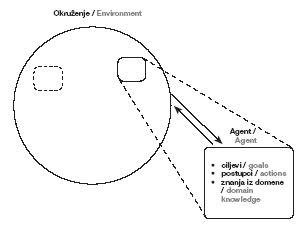 Okruženje / Environment
Agent /
Agent
• ciljevi / goals
• postupci / actions
• znanja iz domene
/ domain
knowledge